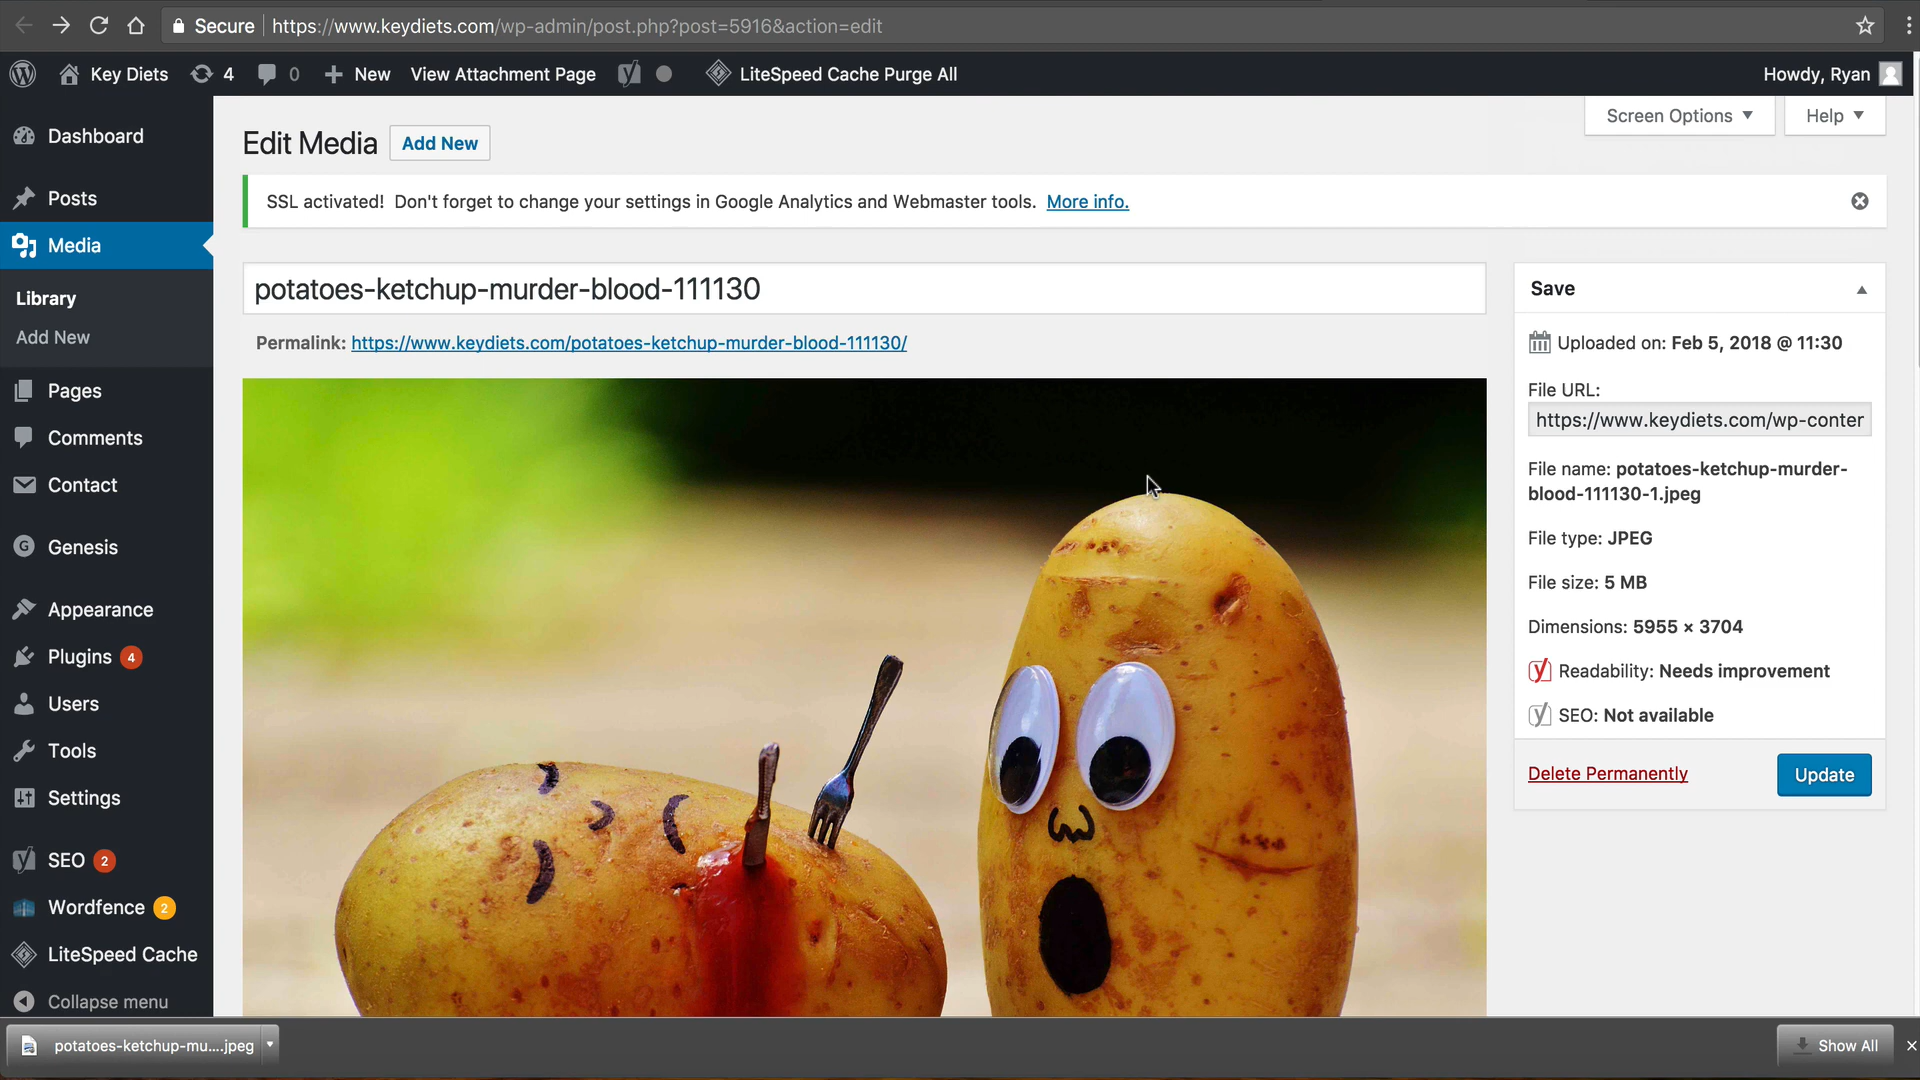 Secure https://www.keydiets.com/wp-admin/post.php?post=5916&action=edit
Key Diets 4 0 New View Attachment Page LiteSpeed Cache Purge All Howdy, Ryan
Screen Options Help
Dashboard
Posts
Media
Library
Add New
Pages
Comments
Contact
Genesis
Appearance
Plugins 4
Users
Tools
Settings
SEO 2
Wordfence 2
LiteSpeed Cache
Collapse menu
Edit Media Add New
SSL activated! Don't forget to change your settings in Google Analytics and Webmaster tools. More info.
potatoes-ketchup-murder-blood-111130
Permalink: https://www.keydiets.com/potatoes-ketchup-murder-blood-111130/
Save
Uploaded on: Feb 5, 2018 @ 11:30
File URL:
https://www.keydiets.com/wp-conter
File name: potatoes-ketchup-murder-
blood-111130-1.jpeg
File type: JPEG
File size: 5 MB
Dimensions: 5955 × 3704
Readability: Needs improvement
SEO: Not available
Delete Permanently Update
potatoes-ketchup-mu....jpeg Show All